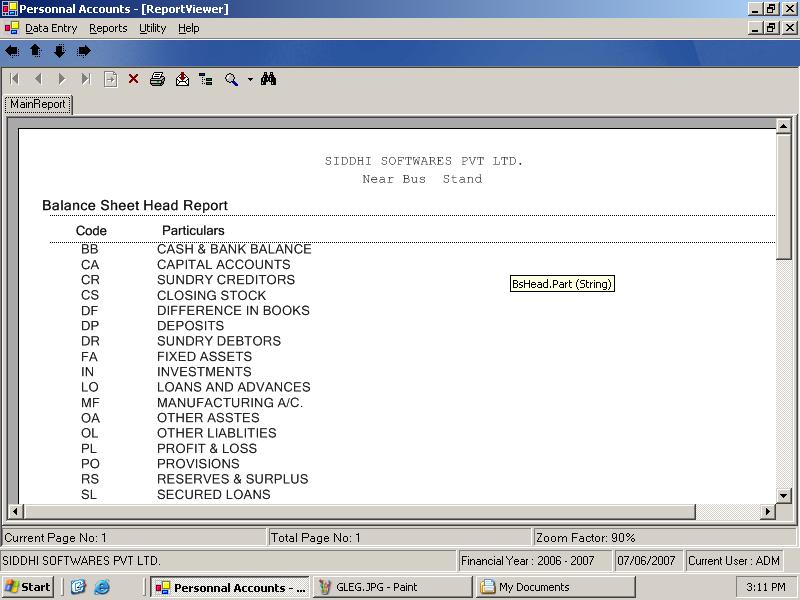 Personnal Accounts - [ReportViewer]
Data Entry Reports Utility Help
MainReport
SIDDHI SOFTWARES PVT LTD.
Near Bus Stand
Balance Sheet Head Report
Code Particulars
BB CASH & BANK BALANCE
CA CAPITAL ACCOUNTS
CR SUNDRY CREDITORS
BsHead.Part (String)
CS CLOSING STOCK
DF DIFFERENCE IN BOOKS
DP DEPOSITS
DR SUNDRY DEBTORS
FA FIXED ASSETS
IN INVESTMENTS
LO LOANS AND ADVANCES
MF MANUFACTURING A/C.
OA OTHER ASSTES
OL OTHER LIABLITIES
PL PROFIT & LOSS
PO PROVISIONS
RS RESERVES & SURPLUS
SL SECURED LOANS
Current Page No: 1 Total Page No: 1 Zoom Factor: 90%
SIDDHI SOFTWARES PVT LTD. Financial Year : 2006 - 2007 07/06/2007 Current User : ADM
Start Personnal Accounts - ... GLEG.JPG - Paint My Documents 3:11 PM